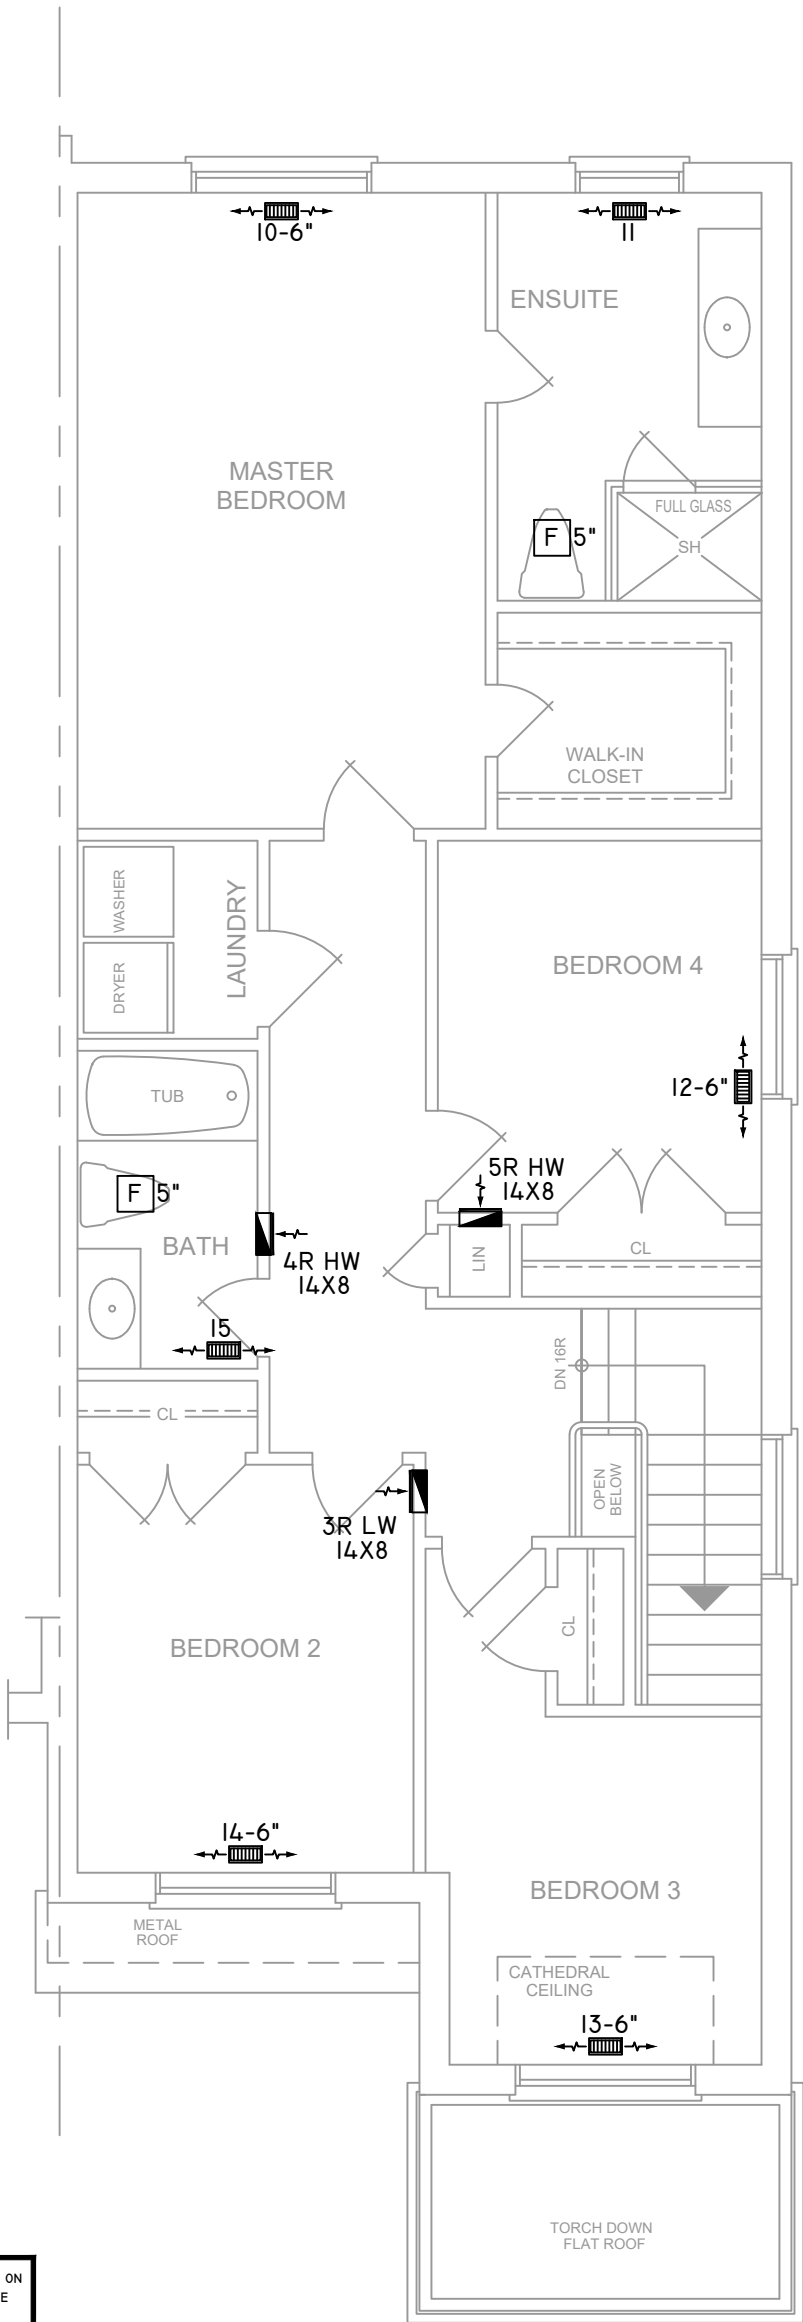 10-6"
11
ENSUITE
MASTER
BEDROOM
FULL GLASS
F 5"
SH
WALK-IN
CLOSET
WASHER
LAUNDRY
DRYER
BEDROOM 4
TUB
12-6"
5R HW
14X8
F 5"
BATH
4R HW
14X8
LIN
CL
15
DN 16R
CL
OPEN
BELOW
3R LW
14X8
CL
BEDROOM 2
14-6"
BEDROOM 3
METAL
ROOF
CATHEDRAL
CEILING
13-6"
TORCH DOWN
FLAT ROOF
ON
E